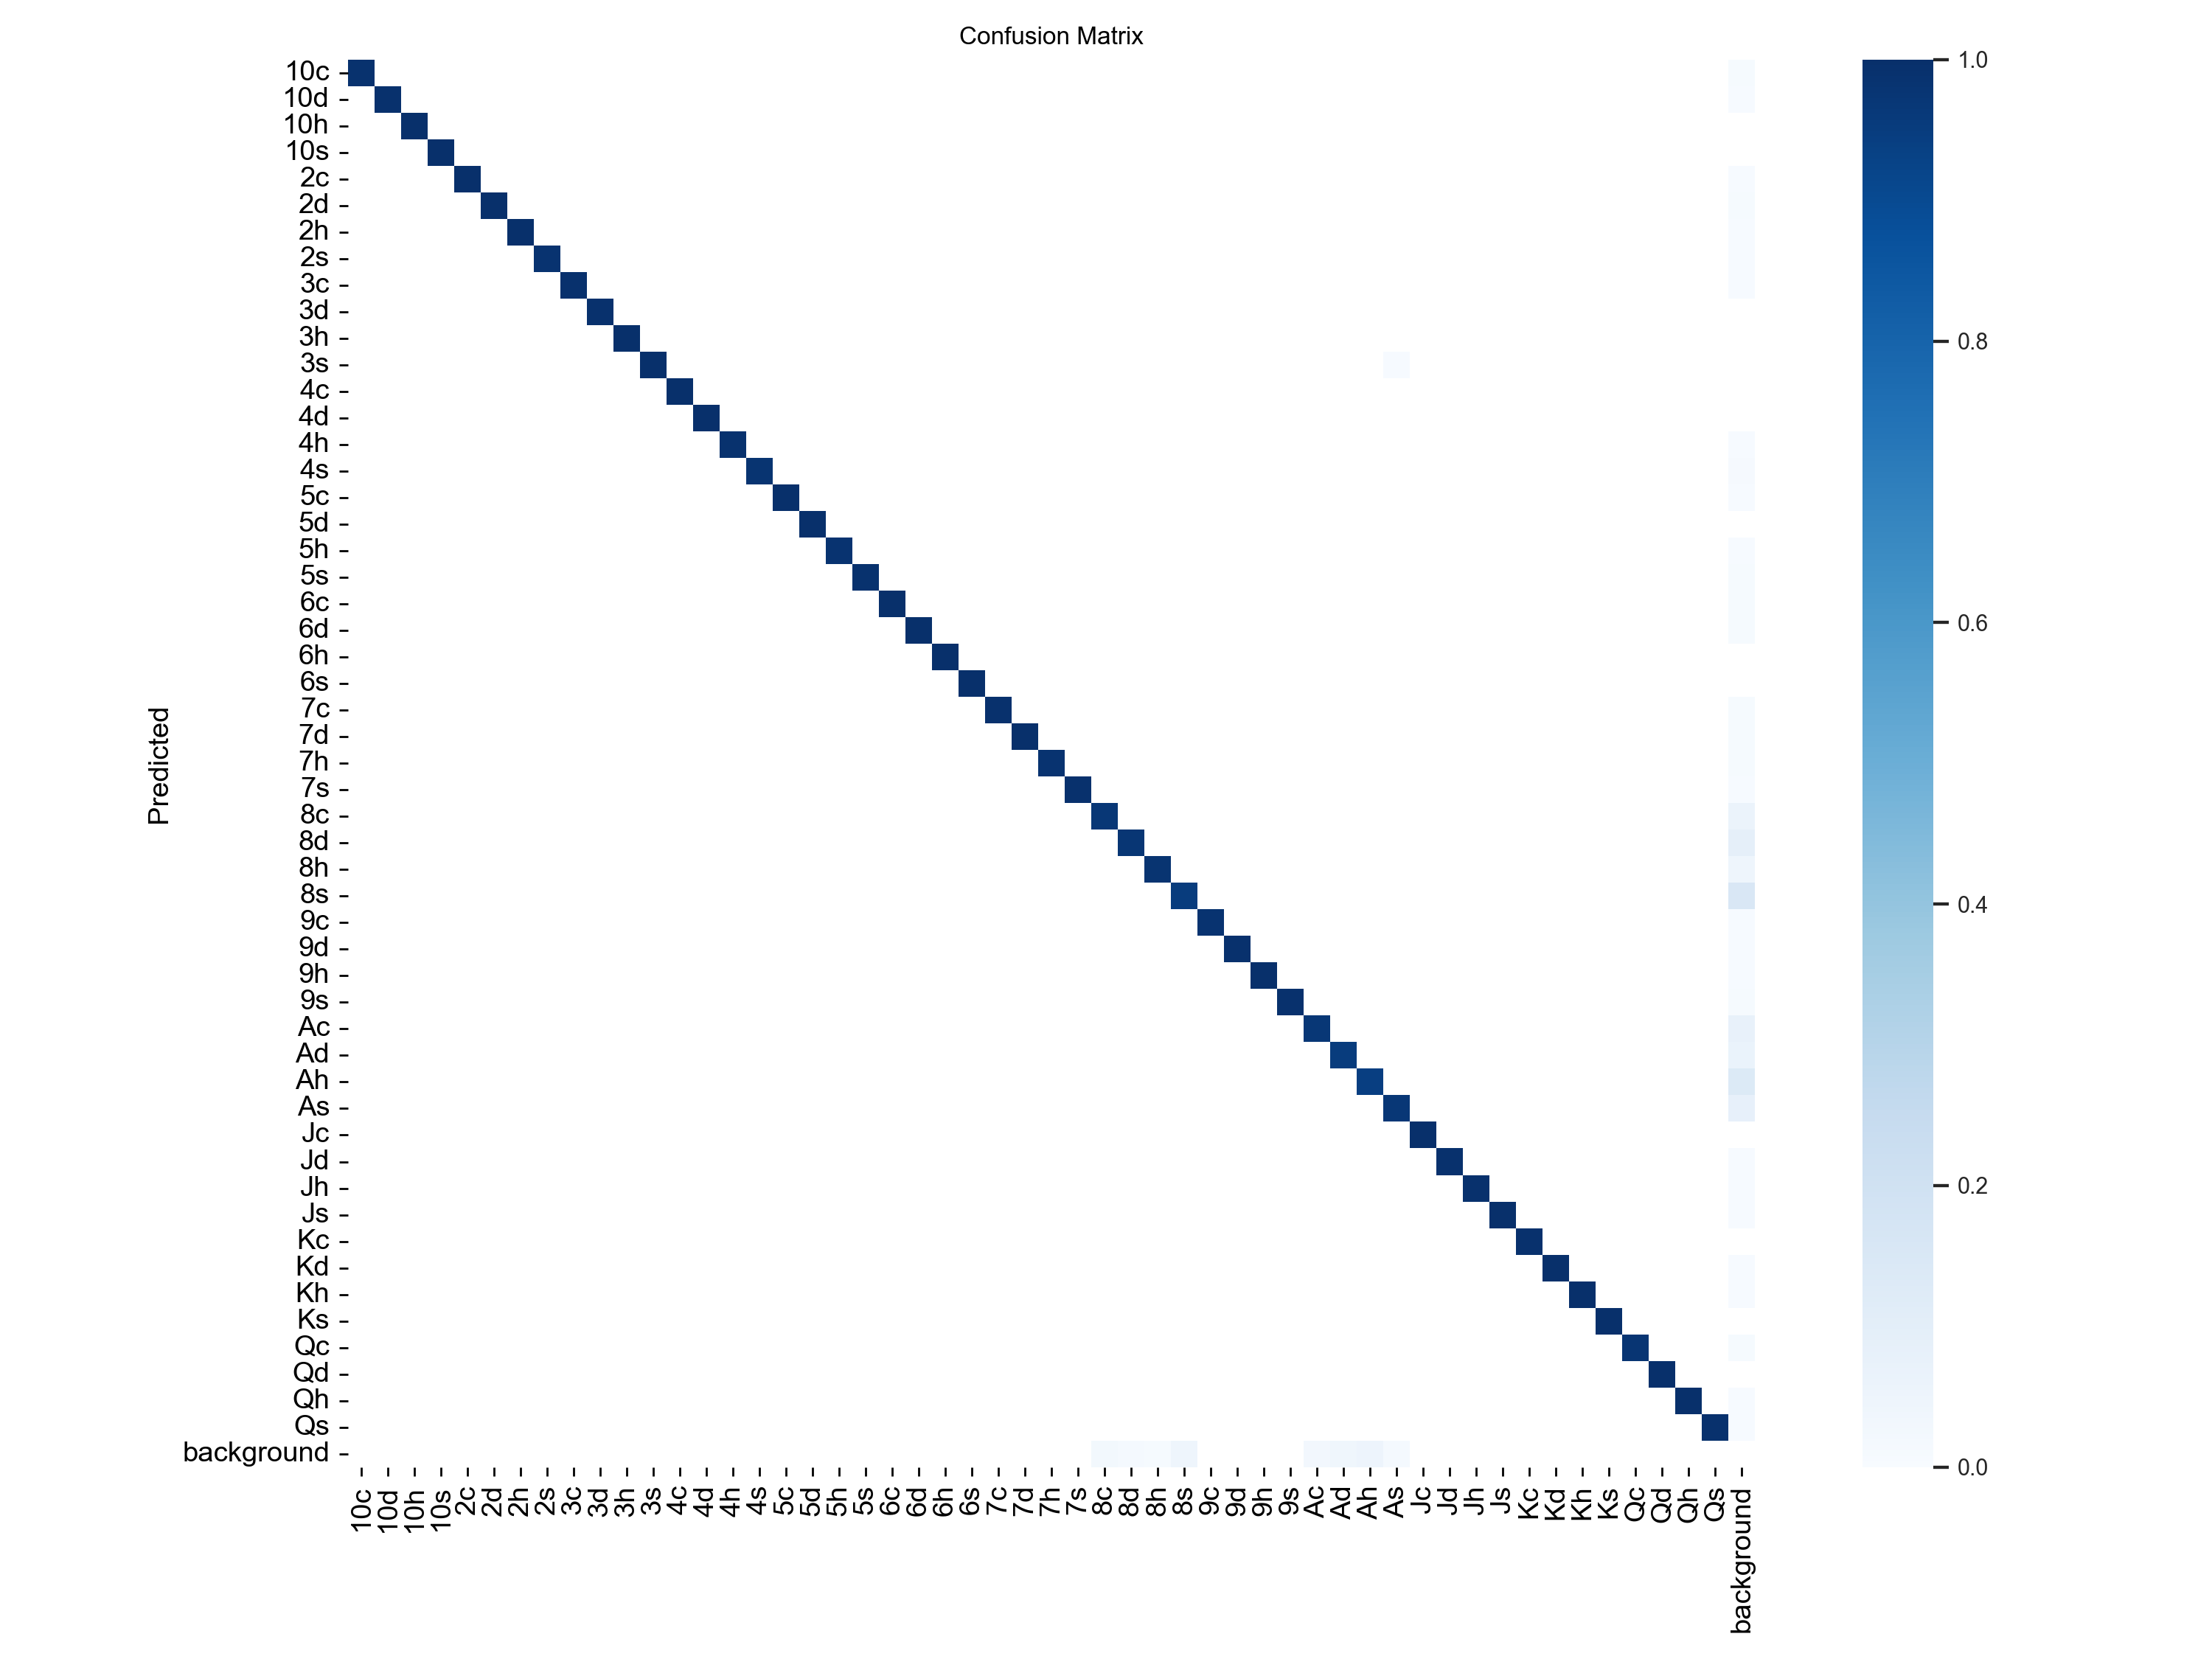 Confusion Matrix
10c
10d
10h
10s
2c
2d
2h
2s
3c
3d
3h
3s
4c
4d
4h
4s
5c
5d
5h
5s
6c
6d
6h
6s
7c
7d
7h
7s
8c
8d
8h
8s
9c
9d
9h
9s
Ac
Ad
Ah
As
Jc
Jd
Jh
Js
Kc
Kd
Kh
Ks
Qc
Qd
Qh
Qs
background
Predicted
10c
10d
10h
10s
2c
2d
2h
2s
3c
3d
3h
3s
4c
4d
4h
4s
5c
5d
5h
5s
6c
6d
6h
6s
7c
7d
7h
7s
8c
8d
8h
8s
9c
9d
9h
9s
Ac
Ad
Ah
As
Jc
Jd
Jh
Js
Kc
Kd
Kh
Ks
Qc
Qd
Qh
Qs
background
1.0
0.8
0.6
0.4
0.2
0.0